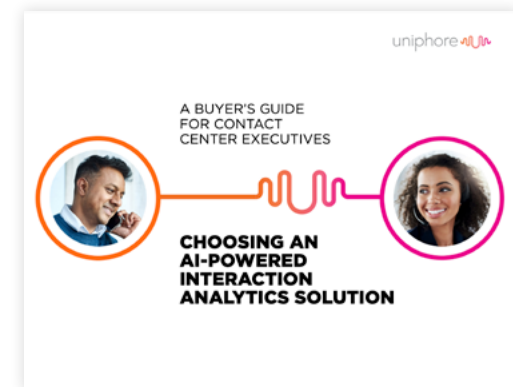 uniphore
A BUYER'S GUIDE
FOR CONTACT
CENTER EXECUTIVES
CHOOSING AN
AI-POWERED
INTERACTION
ANALYTICS SOLUTION